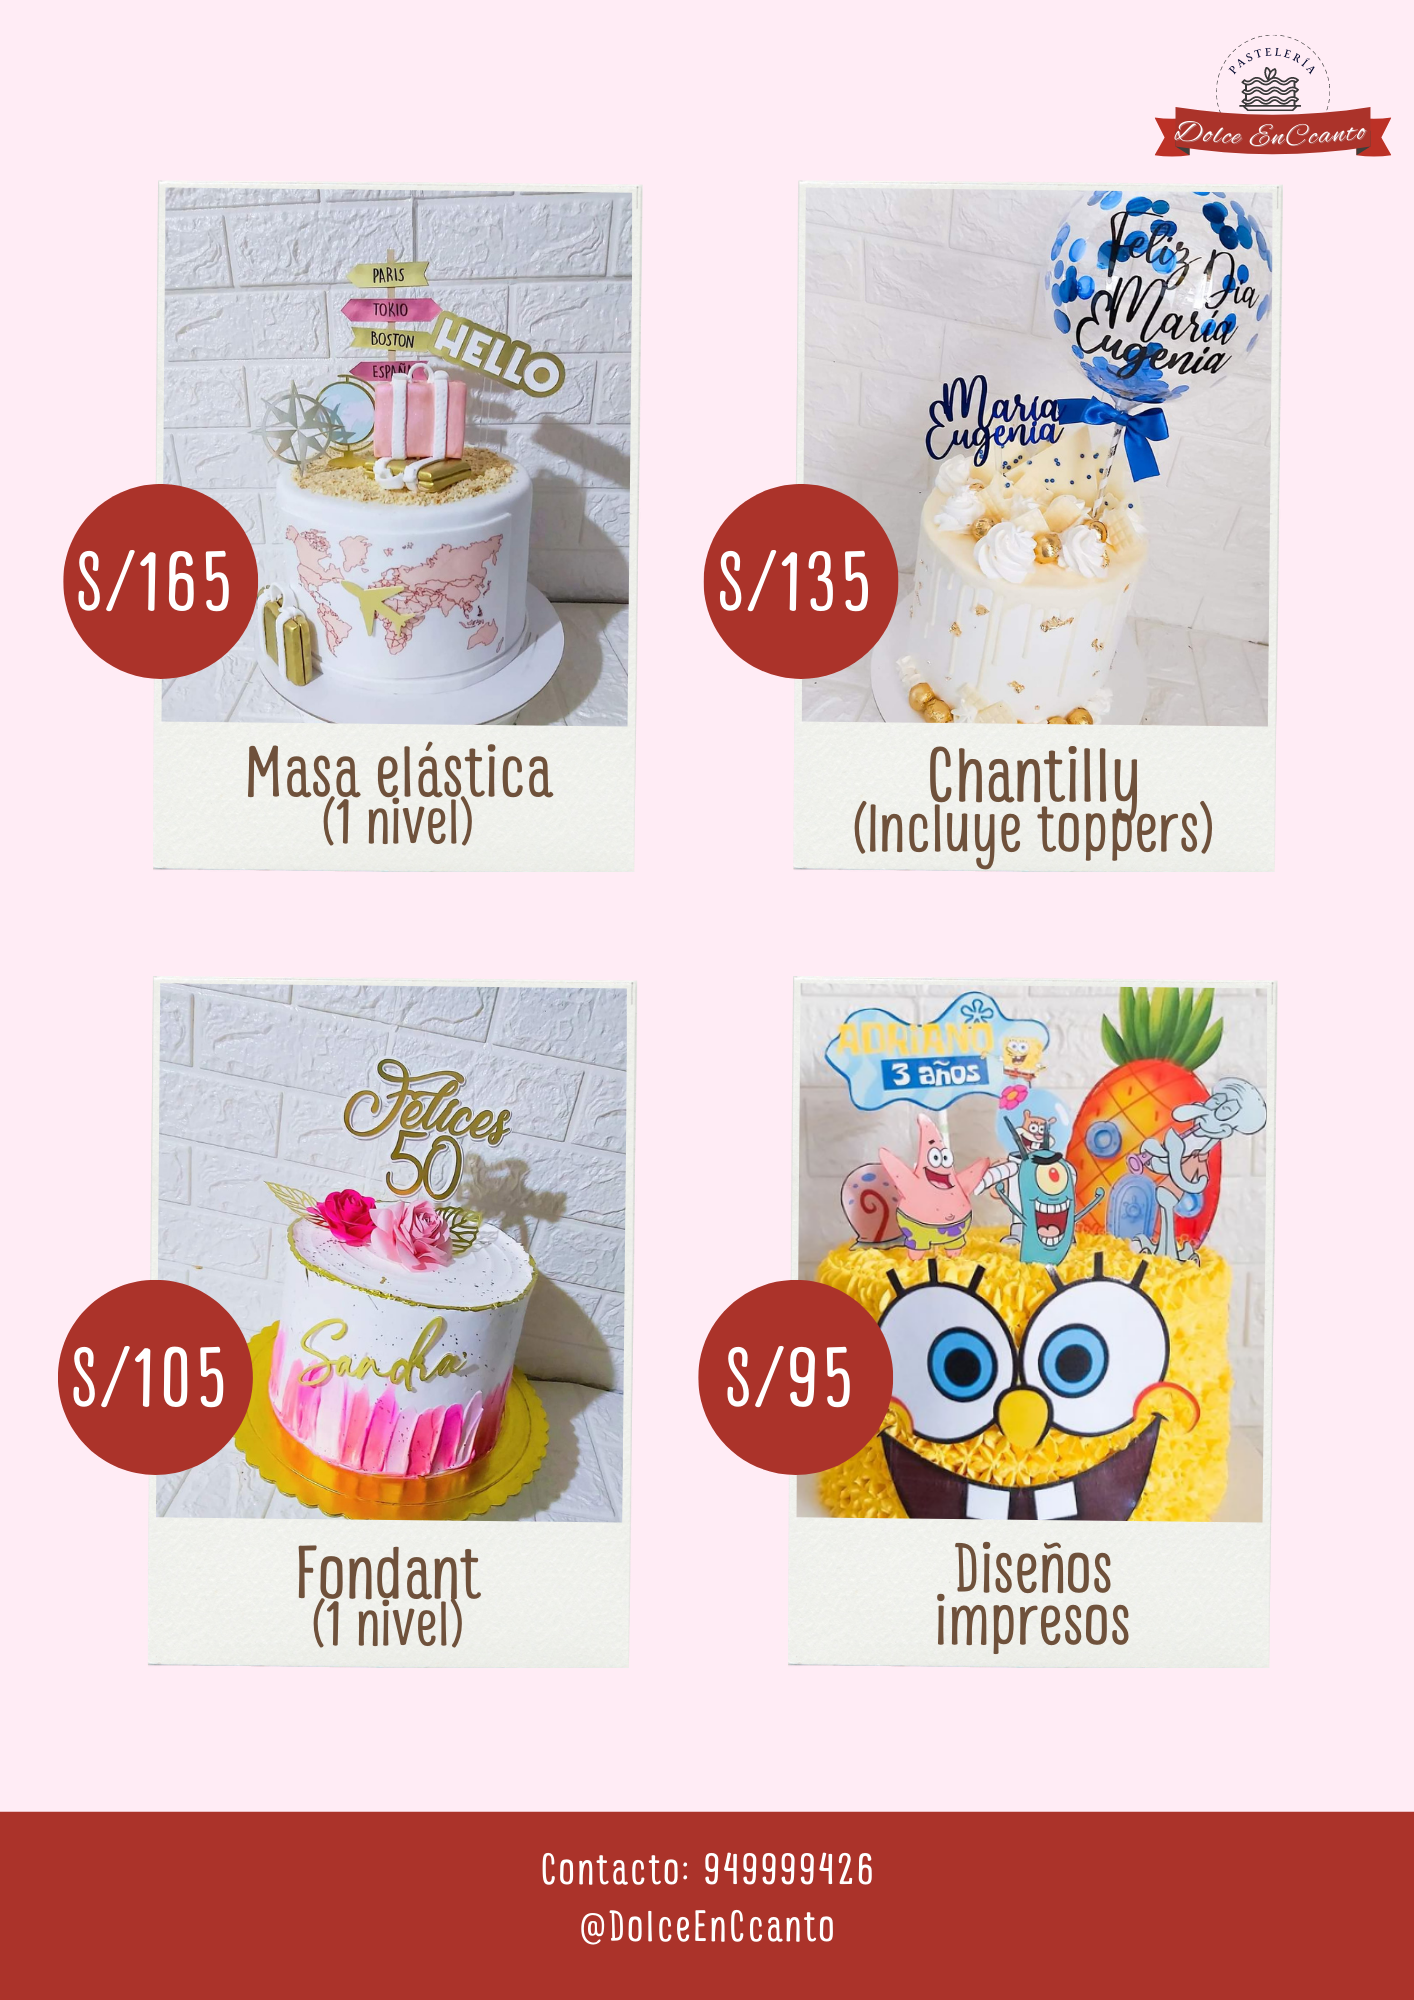 PASTELERÍA
Dolce EnCcanto
PARIS
TOKIO
BOSTON
ESPAÑA
HELLO
S/165
Masa elástica
(1 nivel)
Feliz Día
María
Eugenia
María
Eugenia
S/135
Chantilly
(Incluye toppers)
Felices
50
Sandra
S/105
Fondant
(1 nivel)
ADRIANO
3 años
S/95
Diseños
impresos
Contacto: 949999426
@DolceEnCcanto